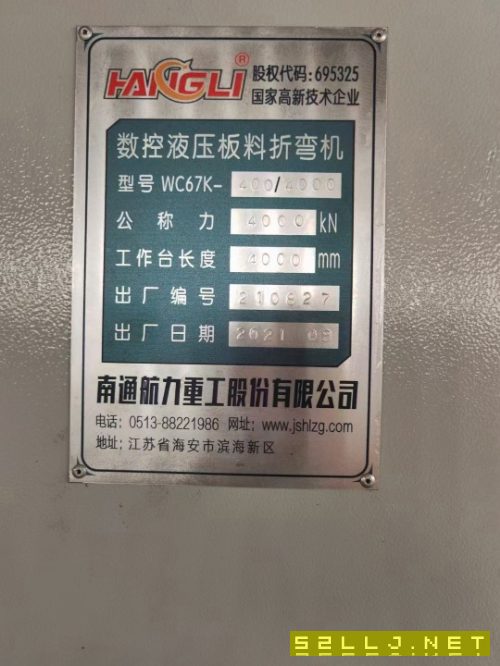 HANGLI®
股权代码:695325
国家高新技术企业
数控液压板料折弯机
型号 WC67K- 400/4000
公称力 4000 kN
工作台长度 4000 mm
出厂编号 210827
出厂日期 2021 08
南通航力重工股份有限公司
电话: 0513-88221986 网址: www.jshlzg.com
地址: 江苏省海安市滨海新区
52LLJ.NET